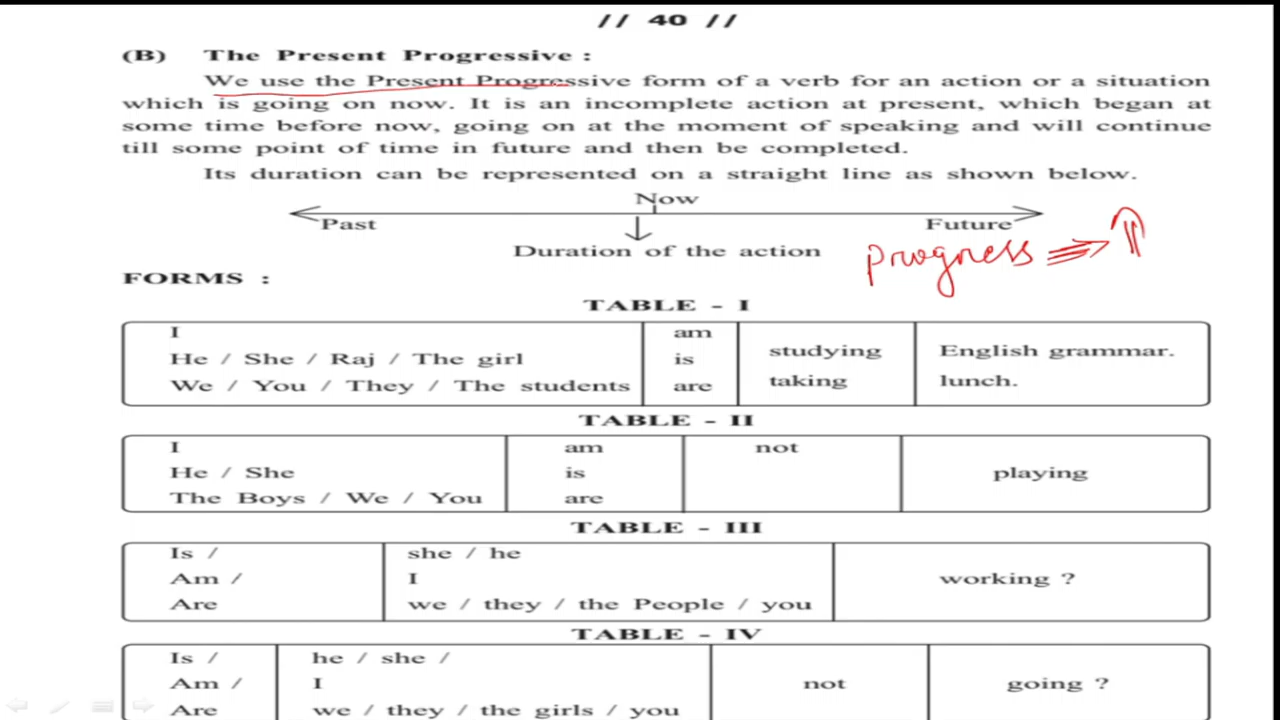 // 40 //
(B) The Present Progressive :
We use the Present Progressive form of a verb for an action or a situation
which is going on now. It is an incomplete action at present, which began at
some time before now, going on at the moment of speaking and will continue
till some point of time in future and then be completed.
Its duration can be represented on a straight line as shown below.
Now
Past Future
Duration of the action
Progress
FORMS :
TABLE - I
I am
He / She / Raj / The girl is studying English grammar.
We / You / They / The students are taking lunch.
TABLE - II
I am not
He / She is playing
The Boys / We / You are
TABLE - III
Is / she / he
Am / I working ?
Are we / they / the People / you
TABLE - IV
Is / he / she /
Am / I not going ?
Are we / they / the girls / you